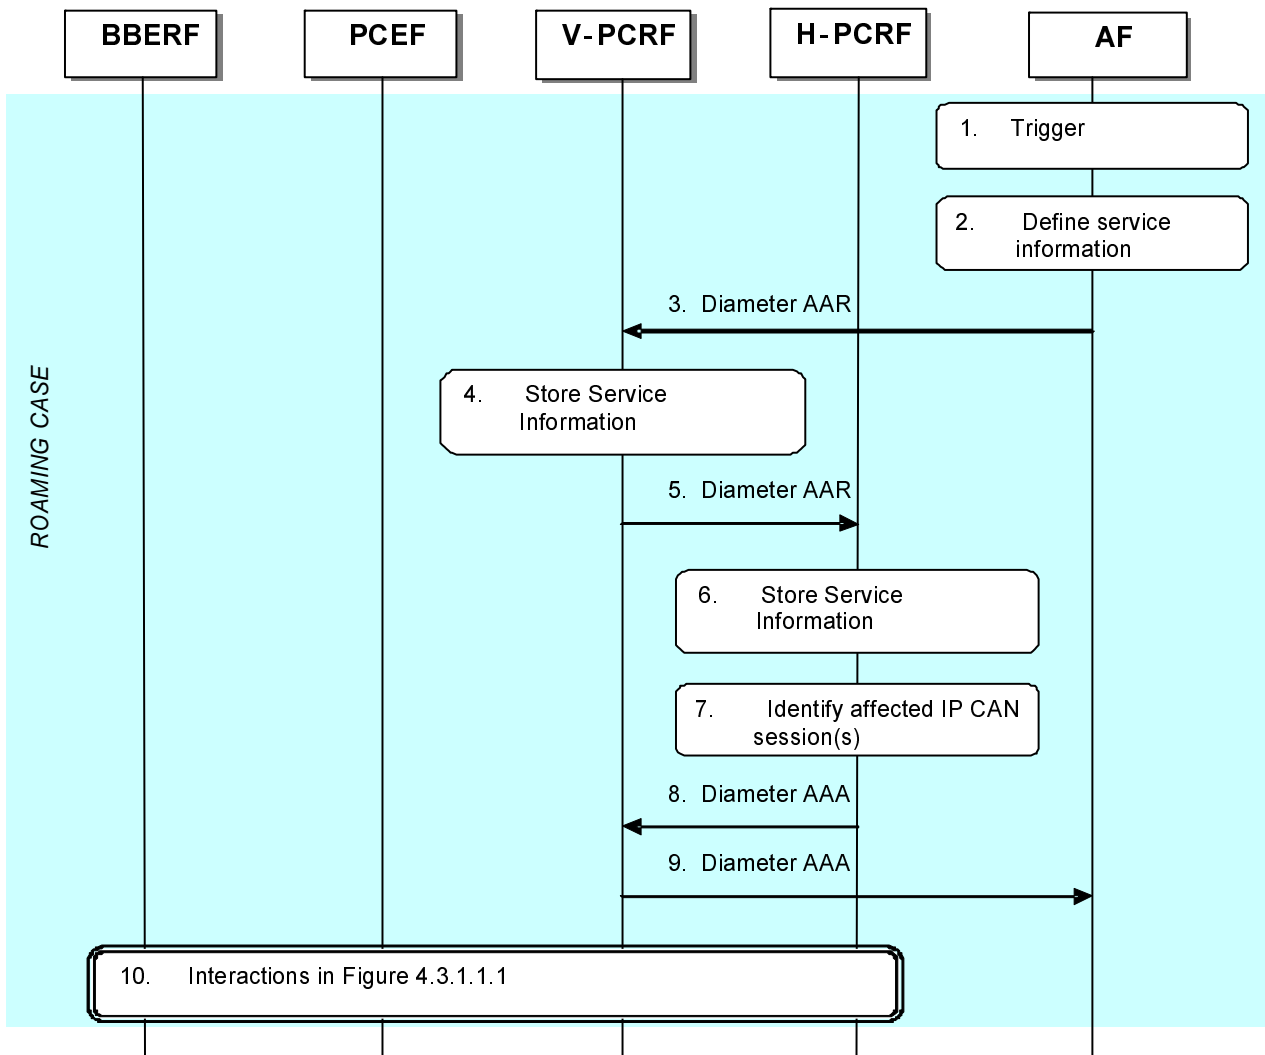 BBERF
PCEF
V-PCRF
H-PCRF
AF
1. Trigger
2. Define service
information
3. Diameter AAR
4. Store Service
Information
5. Diameter AAR
6. Store Service
Information
7. Identify affected IP CAN
session(s)
8. Diameter AAA
9. Diameter AAA
10. Interactions in Figure 4.3.1.1.1
ROAMING CASE